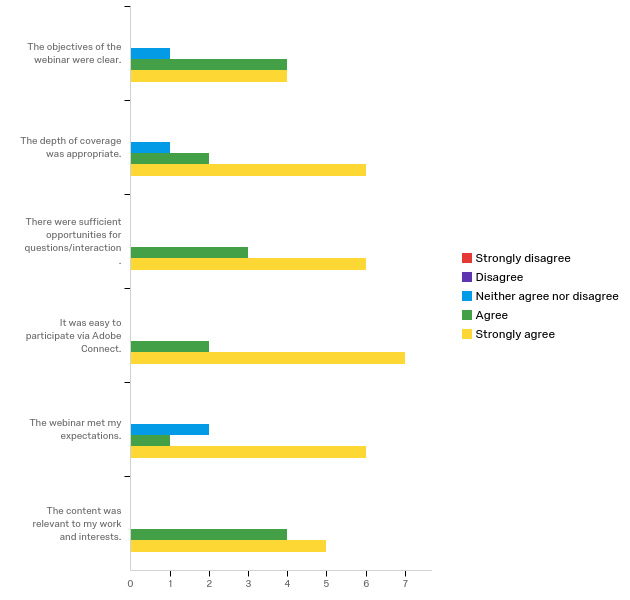 The objectives of the
webinar were clear.
The depth of coverage
was appropriate.
There were sufficient
opportunities for
questions/interaction
.
It was easy to
participate via Adobe
Connect.
The webinar met my
expectations.
The content was
relevant to my work
and interests.
0 1 2 3 4 5 6 7
Strongly disagree
Disagree
Neither agree nor disagree
Agree
Strongly agree